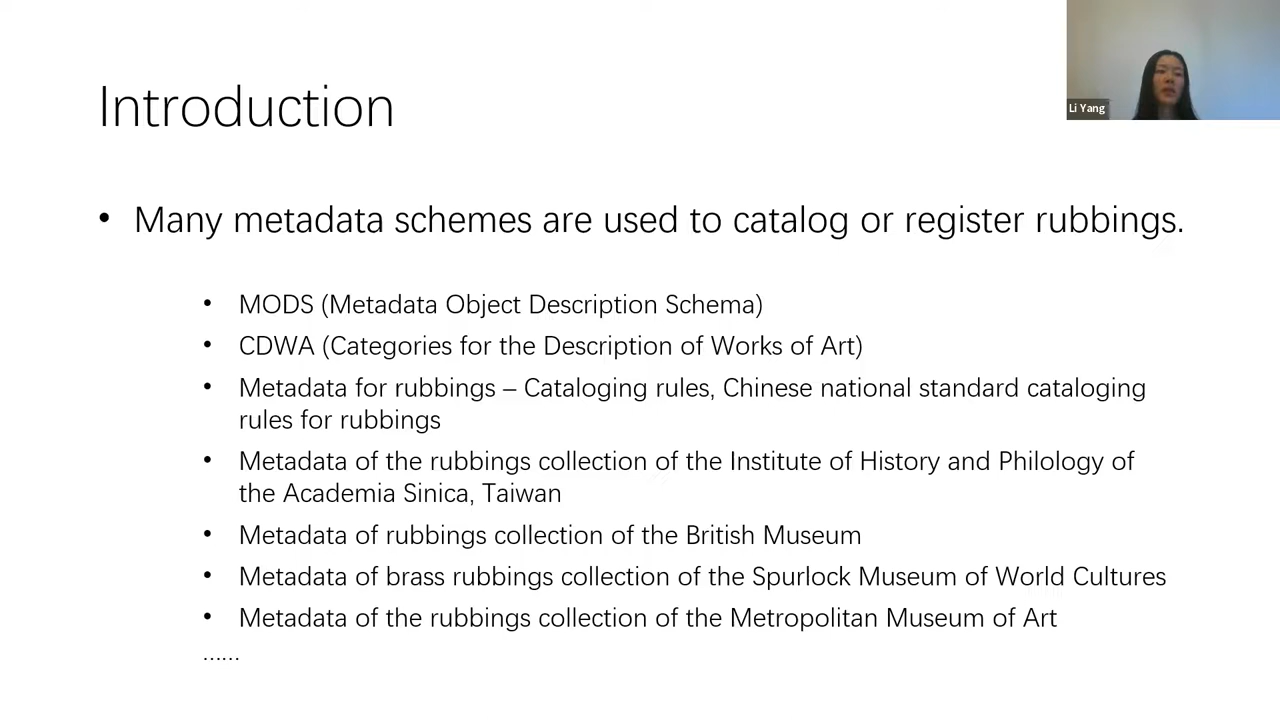 Introduction
Li Yang
• Many metadata schemes are used to catalog or register rubbings.
• MODS (Metadata Object Description Schema)
• CDWA (Categories for the Description of Works of Art)
• Metadata for rubbings – Cataloging rules, Chinese national standard cataloging
rules for rubbings
• Metadata of the rubbings collection of the Institute of History and Philology of
the Academia Sinica, Taiwan
• Metadata of rubbings collection of the British Museum
• Metadata of brass rubbings collection of the Spurlock Museum of World Cultures
• Metadata of the rubbings collection of the Metropolitan Museum of Art
......